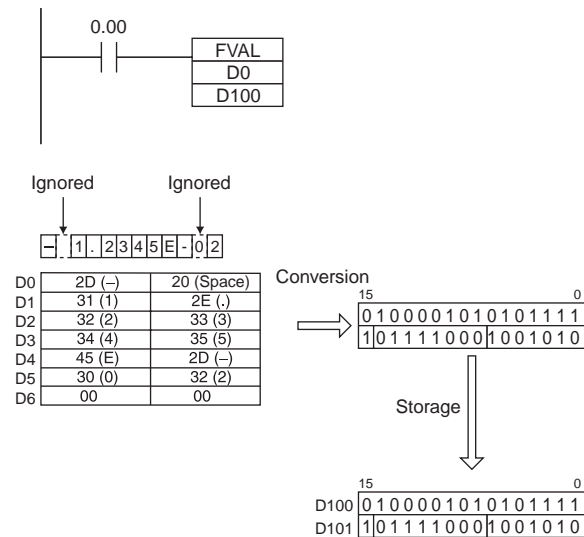 0.00
FVAL
D0
D100
Ignored Ignored
– 1 . 2 3 4 5 E - 0 2
D0 2D (–) 20 (Space)
D1 31 (1) 2E (.)
D2 32 (2) 33 (3)
D3 34 (4) 35 (5)
D4 45 (E) 2D (–)
D5 30 (0) 32 (2)
D6 00 00
Conversion
15 0
0 1 0 0 0 0 1 0 1 0 1 0 1 1 1 1
1 0 1 1 1 1 0 0 0 1 0 0 1 0 1 0
Storage
15 0
D100 0 1 0 0 0 0 1 0 1 0 1 0 1 1 1 1
D101 1 0 1 1 1 1 0 0 0 1 0 0 1 0 1 0